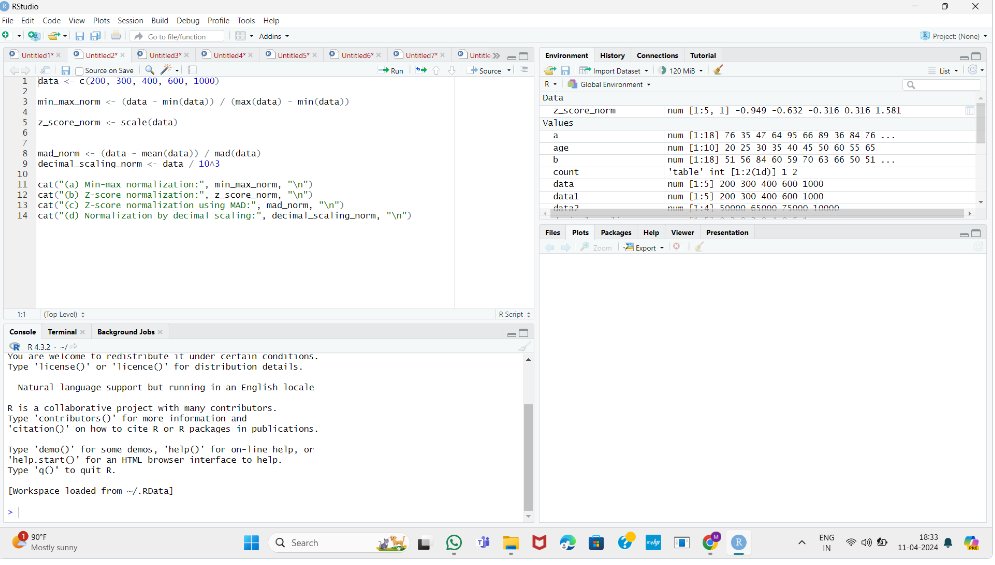 RStudio
File Edit Code View Plots Session Build Debug Profile Tools Help
Go to file/function Addins Project: (None)
Untitled1* Untitled2* Untitled3* Untitled4* Untitled5* Untitled6* Untitled7*
Source on Save Run Source
1 data <- c(200, 300, 400, 600, 1000)
2
3 min_max_norm <- (data - min(data)) / (max(data) - min(data))
4
5 z_score_norm <- scale(data)
6
7
8 mad_norm <- (data - mean(data)) / mad(data)
9 decimal_scaling_norm <- data / 10^3
10
11 cat("(a) Min-max normalization:", min_max_norm, "\n")
12 cat("(b) Z-score normalization:", z_score_norm, "\n")
13 cat("(c) Z-score normalization using MAD:", mad_norm, "\n")
14 cat("(d) Normalization by decimal scaling:", decimal_scaling_norm, "\n")
1:1 (Top Level) R Script
Console Terminal Background Jobs
R 4.3.2 · ~/
You are welcome to redistribute it under certain conditions.
Type 'license()' or 'licence()' for distribution details.
Natural language support but running in an English locale
R is a collaborative project with many contributors.
Type 'contributors()' for more information and
'citation()' on how to cite R or R packages in publications.
Type 'demo()' for some demos, 'help()' for on-line help, or
'help.start()' for an HTML browser interface to help.
Type 'q()' to quit R.
[Workspace loaded from ~/.RData]
>
Environment History Connections Tutorial
Import Dataset 120 MiB List
R Global Environment
Data
z_score_norm num [1:5, 1] -0.949 -0.632 -0.316 0.316 1.581
Values
a num [1:18] 76 35 47 64 95 66 89 36 84 76 ...
age num [1:10] 20 25 30 35 40 45 50 60 55 65
b num [1:18] 51 56 84 60 59 70 63 66 50 51 ...
count 'table' int [1:2(1d)] 1 2
data num [1:5] 200 300 400 600 1000
data1 num [1:5] 200 300 400 600 1000
data2 num [1:4] 50000 65000 75000 10000
Files Plots Packages Help Viewer Presentation
Zoom Export
1 90°F
Mostly sunny
Search
ENG
IN
18:33
11-04-2024